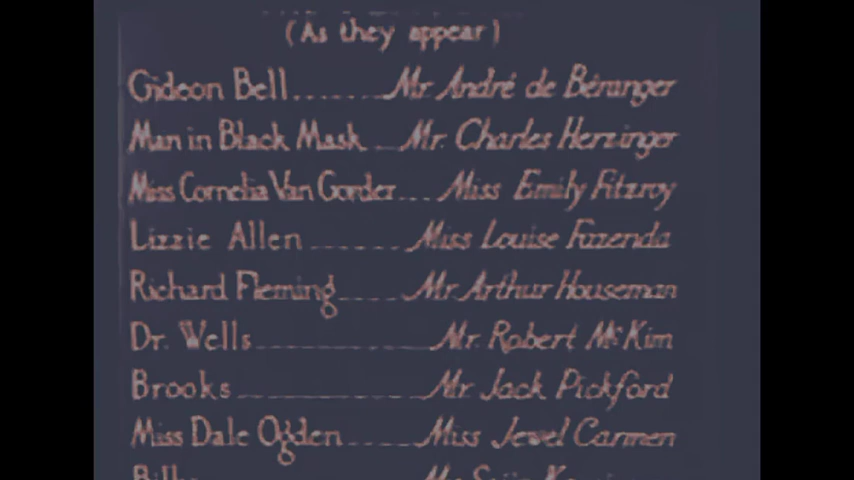 (As they appear)
Gideon Bell....... Mr André de Béranger
Man in Black Mask ... Mr. Charles Herzinger
Miss Cornelia Van Gorder.... Miss Emily Fitzroy
Lizzie Allen ........ Miss Louise Fazenda
Richard Fleming..... Mr Arthur Houseman
Dr. Wells............. Mr. Robert McKim
Brooks.............. Mr Jack Pickford
Miss Dale Ogden...... Miss Jewel Carmen